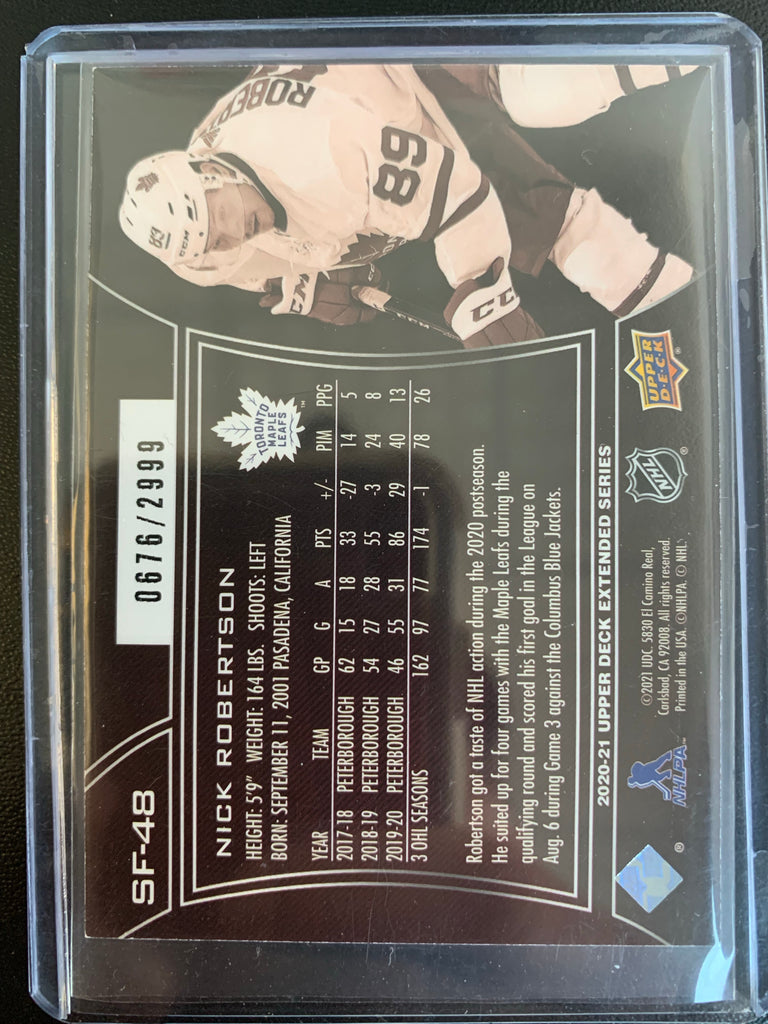 SF-48
0676/2999
NICK ROBERTSON
HEIGHT: 5'9" WEIGHT: 164 LBS. SHOOTS: LEFT
BORN: SEPTEMBER 11, 2001 PASADENA, CALIFORNIA
TORONTO
MAPLE
LEAFS
YEAR TEAM GP G A PTS +/- PIM PPG
2017-18 PETERBOROUGH 62 15 18 33 -27 14 5
2018-19 PETERBOROUGH 54 27 28 55 -3 24 8
2019-20 PETERBOROUGH 46 55 31 86 29 40 13
3 OHL SEASONS 162 97 77 174 -1 78 26
Robertson got a taste of NHL action during the 2020 postseason.
He suited up for four games with the Maple Leafs during the
qualifying round and scored his first goal in the League on
Aug. 6 during Game 3 against the Columbus Blue Jackets.
2020-21 UPPER DECK EXTENDED SERIES
NHLPA
©2021 UDC. 5830 El Camino Real,
Carlsbad, CA 92008. All rights reserved.
Printed in the USA. ©NHLPA. © NHL.
NHL
UPPER
D·E·C·K
ROBER
89
89
CCM
CCM
CC